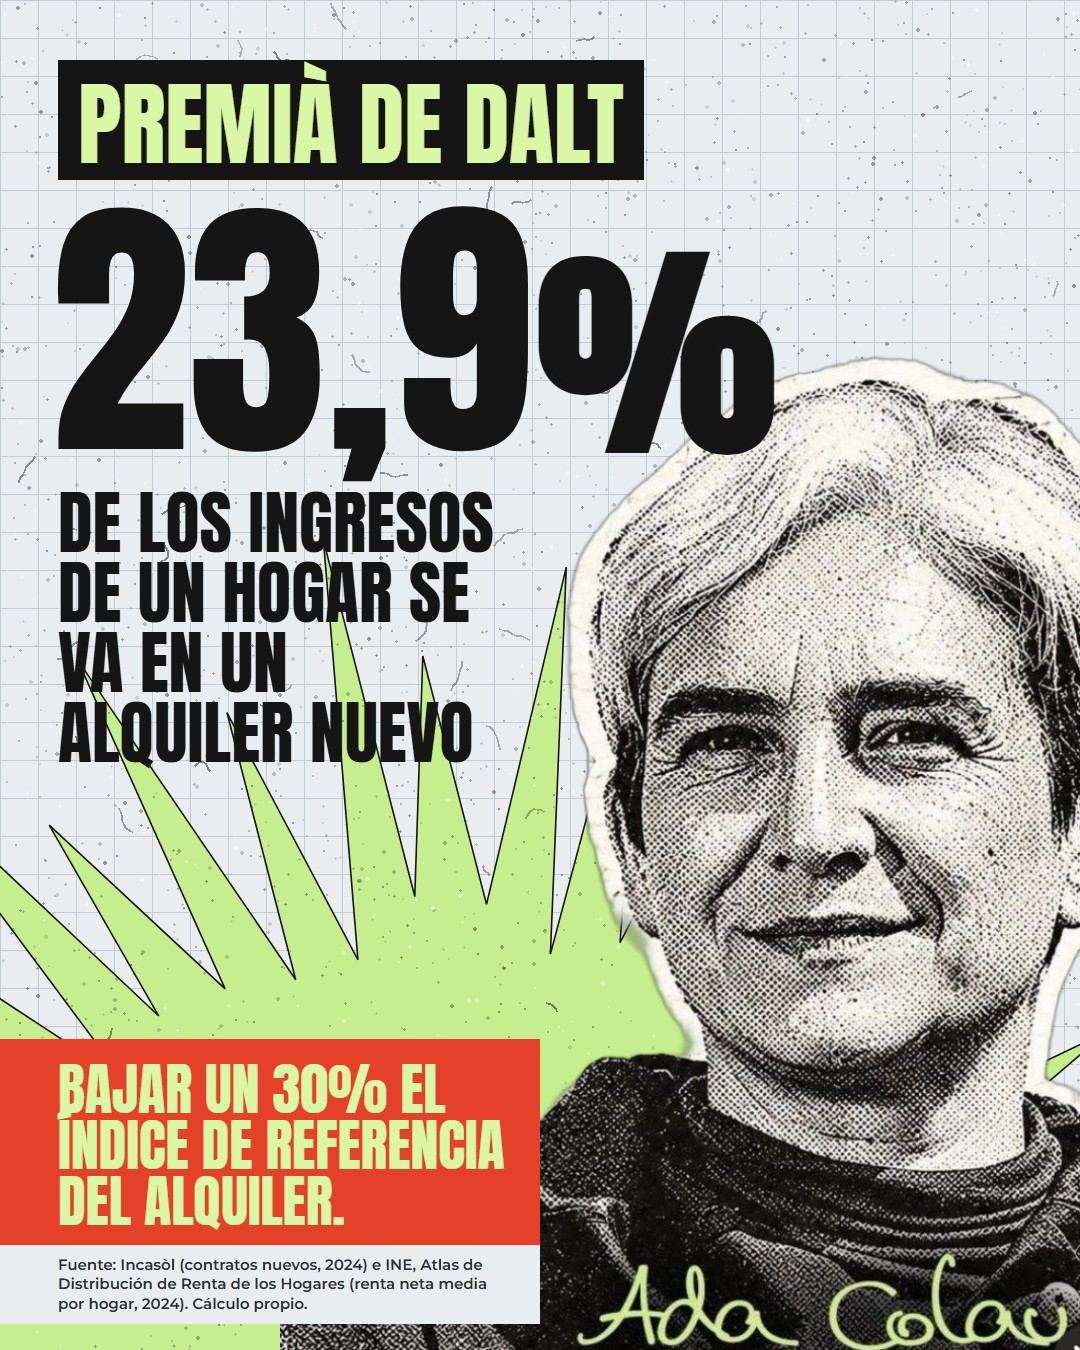 PREMIÀ DE DALT
23,9%
DE LOS INGRESOS
DE UN HOGAR SE
VA EN UN
ALQUILER NUEVO
BAJAR UN 30% EL
ÍNDICE DE REFERENCIA
DEL ALQUILER.
Fuente: Incasòl (contratos nuevos, 2024) e INE, Atlas de
Distribución de Renta de los Hogares (renta neta media
por hogar, 2024). Cálculo propio.
Ada Colau